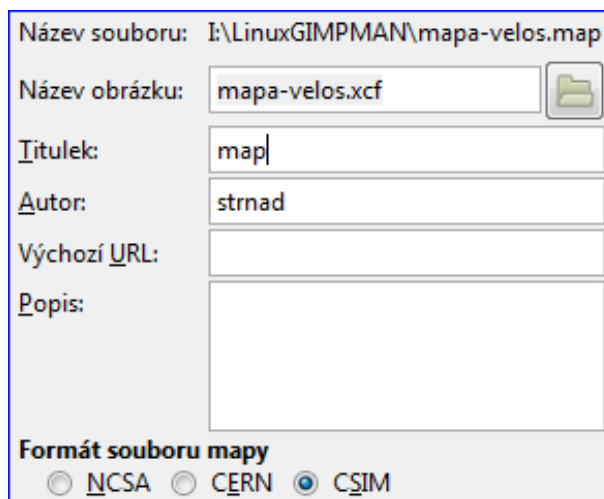 Název souboru: I:\LinuxGIMPMAN\mapa-velos.map
Název obrázku: mapa-velos.xcf
Titulek: map
Autor: strnad
Výchozí URL:
Popis:
Formát souboru mapy
NCSA CERN CSIM